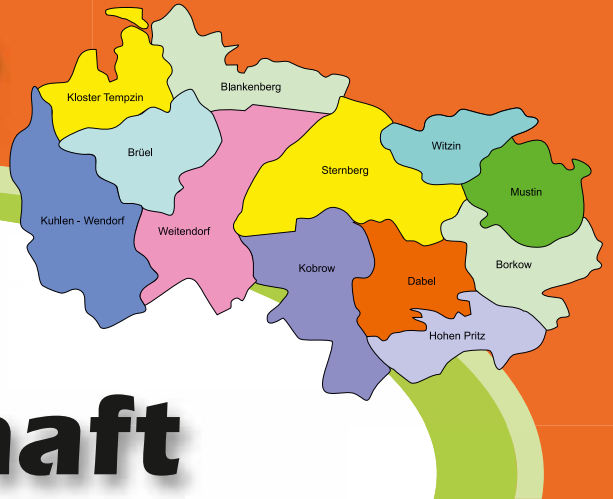 Blankenberg
Kloster Tempzin
Brüel
Witzin
Sternberg
Mustin
Kuhlen - Wendorf
Weitendorf
Kobrow
Borkow
Dabel
Hohen Pritz
haft